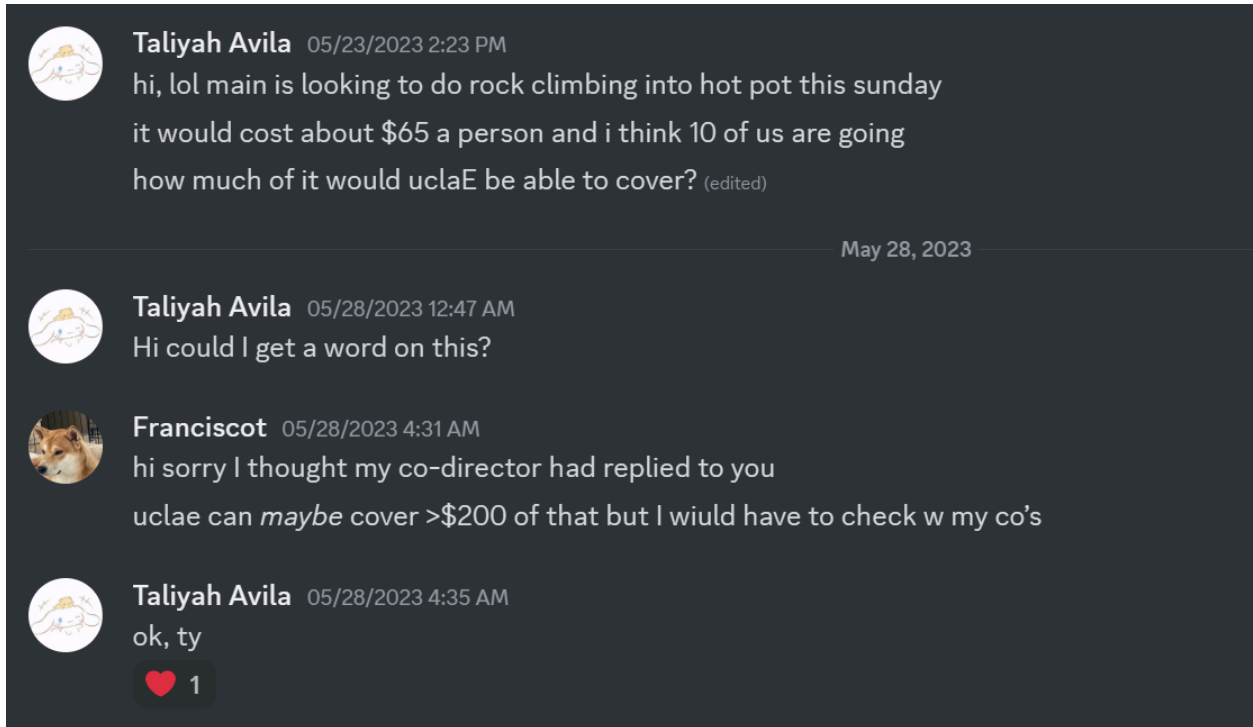 Taliyah Avila 05/23/2023 2:23 PM
hi, lol main is looking to do rock climbing into hot pot this sunday
it would cost about $65 a person and i think 10 of us are going
how much of it would uclaE be able to cover? (edited)
May 28, 2023
Taliyah Avila 05/28/2023 12:47 AM
Hi could I get a word on this?
Franciscot 05/28/2023 4:31 AM
hi sorry I thought my co-director had replied to you
uclae can maybe cover >$200 of that but I wiuld have to check w my co’s
Taliyah Avila 05/28/2023 4:35 AM
ok, ty
1